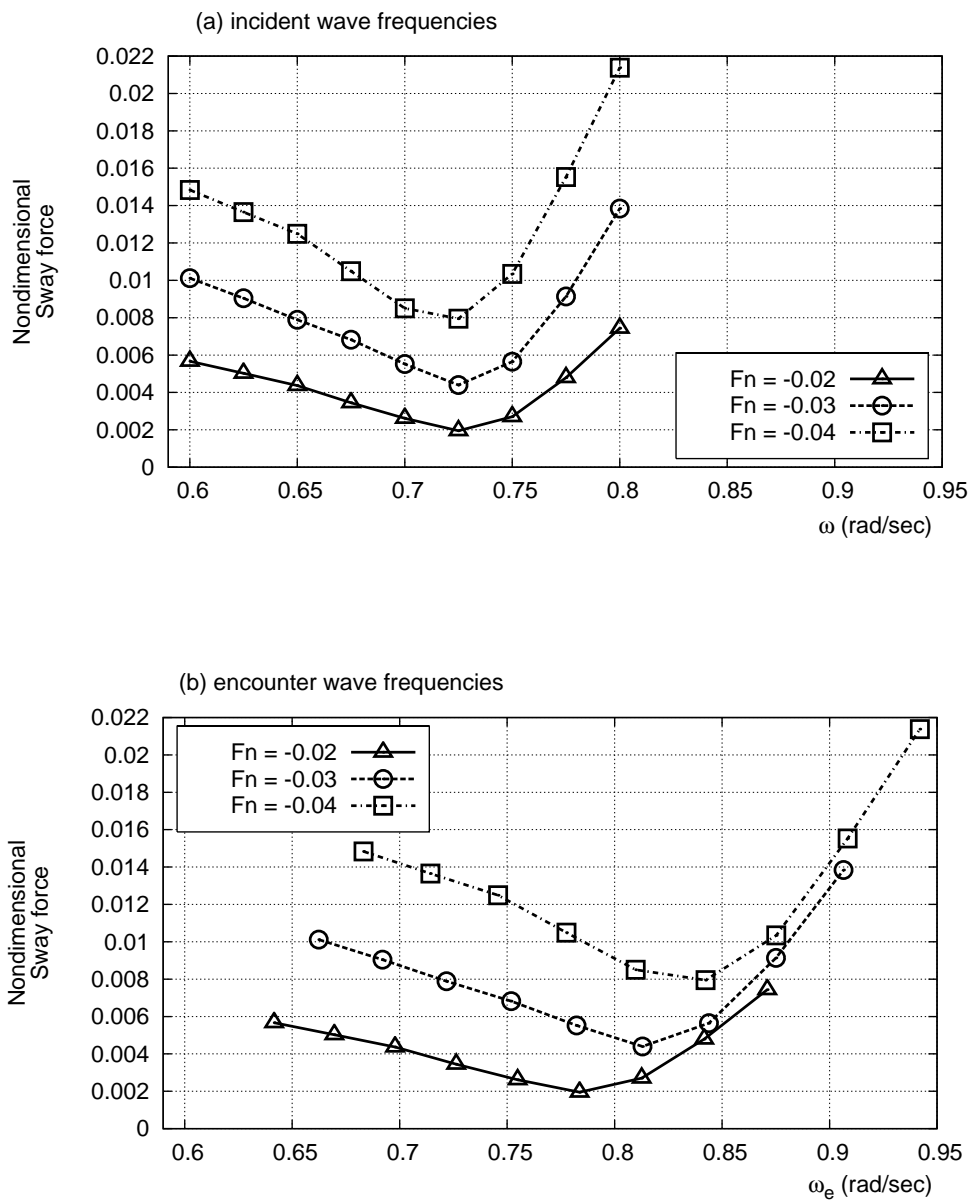 (a) incident wave frequencies
0.022
0.02
0.018
0.016
0.014
0.012
0.01
0.008
0.006
0.004
0.002
0
Nondimensional
Sway force
Fn = -0.02
Fn = -0.03
Fn = -0.04
0.6 0.65 0.7 0.75 0.8 0.85 0.9 0.95
ω (rad/sec)
(b) encounter wave frequencies
0.022
0.02
0.018
0.016
0.014
0.012
0.01
0.008
0.006
0.004
0.002
0
Nondimensional
Sway force
Fn = -0.02
Fn = -0.03
Fn = -0.04
0.6 0.65 0.7 0.75 0.8 0.85 0.9 0.95
ωe (rad/sec)